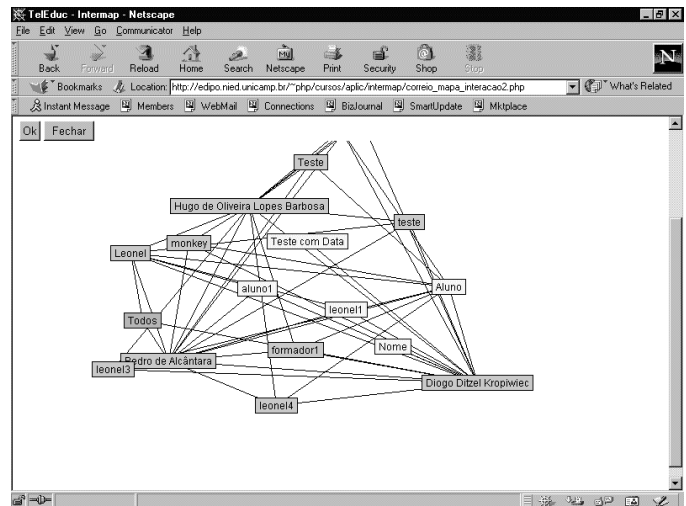 TelEduc - Intermap - Netscape
File Edit View Go Communicator Help
Back Forward Reload Home Search Netscape Print Security Shop Stop
My
N
Bookmarks Location: http://edipo.nied.unicamp.br/~php/cursos/aplic/intermap/correio_mapa_interacao2.php What's Related
Instant Message Members WebMail Connections BizJournal SmartUpdate Mktplace
Ok Fechar
Teste
Hugo de Oliveira Lopes Barbosa
teste
monkey Teste com Data
Leonel
aluno1 Aluno
leonel1
Todos
formador1 Nome
Pedro de Alcântara
leonel3
Diogo Ditzel Kropiwiec
leonel4